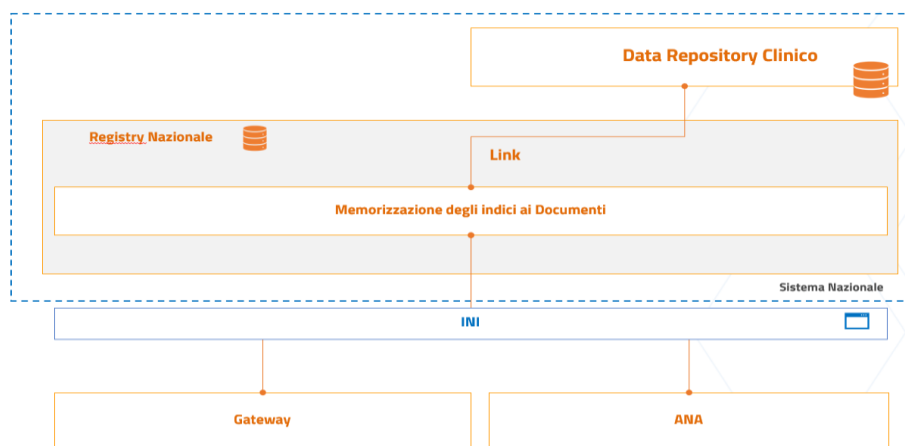 Data Repository Clinico
Registry Nazionale
Link
Memorizzazione degli indici ai Documenti
Sistema Nazionale
INI
Gateway
ANA